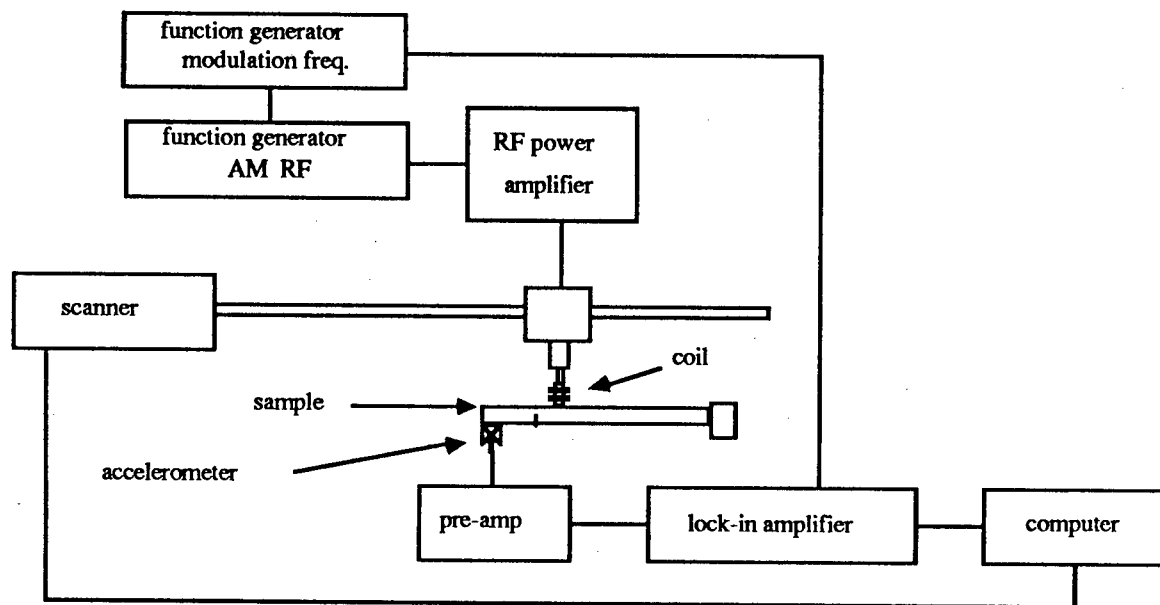 function generator
modulation freq.
function generator
AM RF
RF power
amplifier
scanner
coil
sample
accelerometer
pre-amp
lock-in amplifier
computer